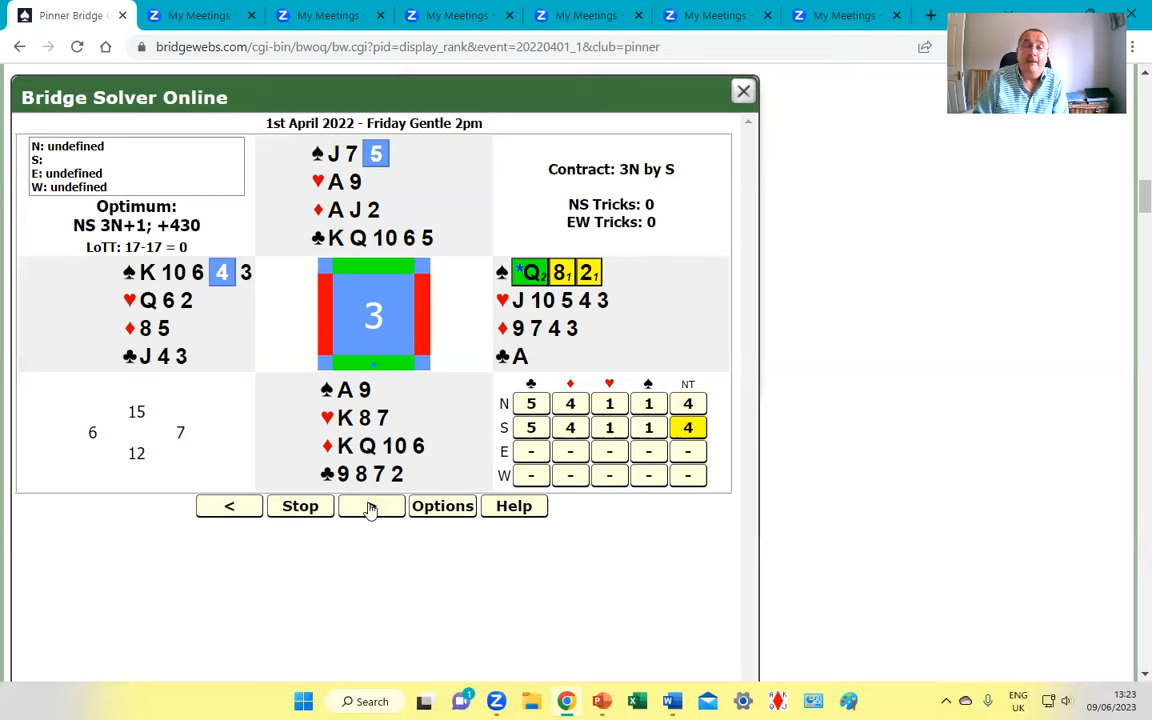 Pinner Bridge C
My Meetings
My Meetings
My Meetings
My Meetings
My Meetings
My Meetings
bridgewebs.com/cgi-bin/bwoq/bw.cgi?pid=display_rank&event=20220401_1&club=pinner
Bridge Solver Online
1st April 2022 - Friday Gentle 2pm
N: undefined
S:
E: undefined
W: undefined
Optimum:
NS 3N+1; +430
LoTT: 17-17 = 0
♠ J 7 5
♥ A 9
♦ A J 2
♣ K Q 10 6 5
Contract: 3N by S
NS Tricks: 0
EW Tricks: 0
♠ K 10 6 4 3
♥ Q 6 2
♦ 8 5
♣ J 4 3
3
♠ *Q2 81 21
♥ J 10 5 4 3
♦ 9 7 4 3
♣ A
15
6 7
12
♠ A 9
♥ K 8 7
♦ K Q 10 6
♣ 9 8 7 2
♣ ♦ ♥ ♠ NT
N 5 4 1 1 4
S 5 4 1 1 4
E - - - - -
W - - - - -
< Stop Options Help
Search
1
ENG
UK
13:23
09/06/2023